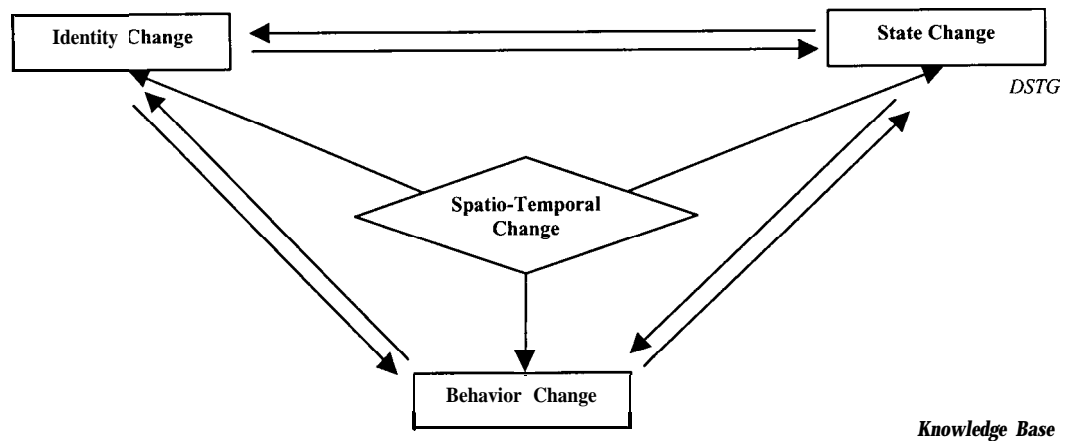 Identity Change
State Change
DSTG
Spatio-Temporal
Change
Behavior Change
Knowledge Base